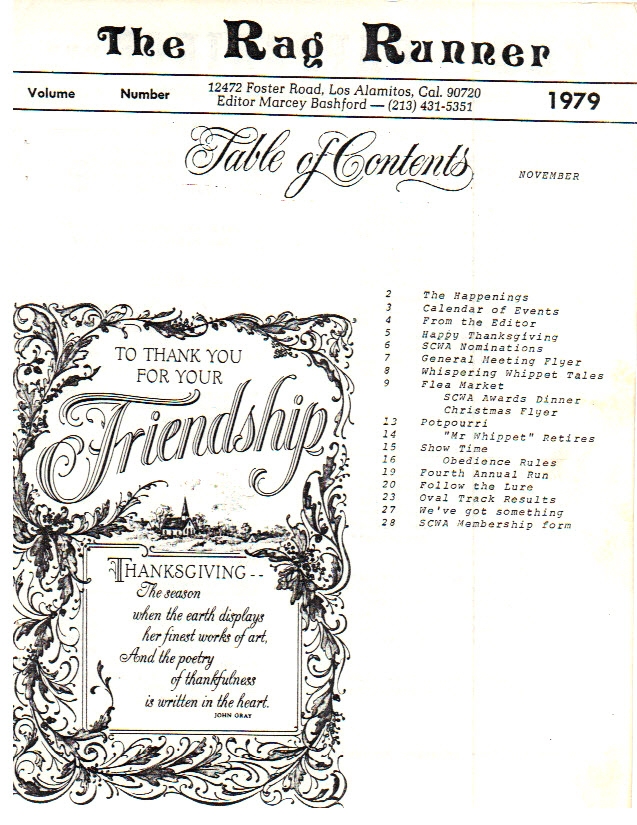 The Rag Runner
Volume Number 12472 Foster Road, Los Alamitos, Cal. 90720
Editor Marcey Bashford — (213) 431-5351 1979
Table of Contents
NOVEMBER
2 The Happenings
3 Calendar of Events
4 From the Editor
5 Happy Thanksgiving
6 SCWA Nominations
7 General Meeting Flyer
8 Whispering Whippet Tales
9 Flea Market
SCWA Awards Dinner
Christmas Flyer
13 Potpourri
14 "Mr Whippet" Retires
15 Show Time
16 Obedience Rules
19 Fourth Annual Run
20 Follow the Lure
23 Oval Track Results
27 We've got something
28 SCWA Membership form
TO THANK YOU
FOR YOUR
Friendship
THANKSGIVING--
The season
when the earth displays
her finest works of art,
And the poetry
of thankfulness
is written in the heart.
JOHN GRAY